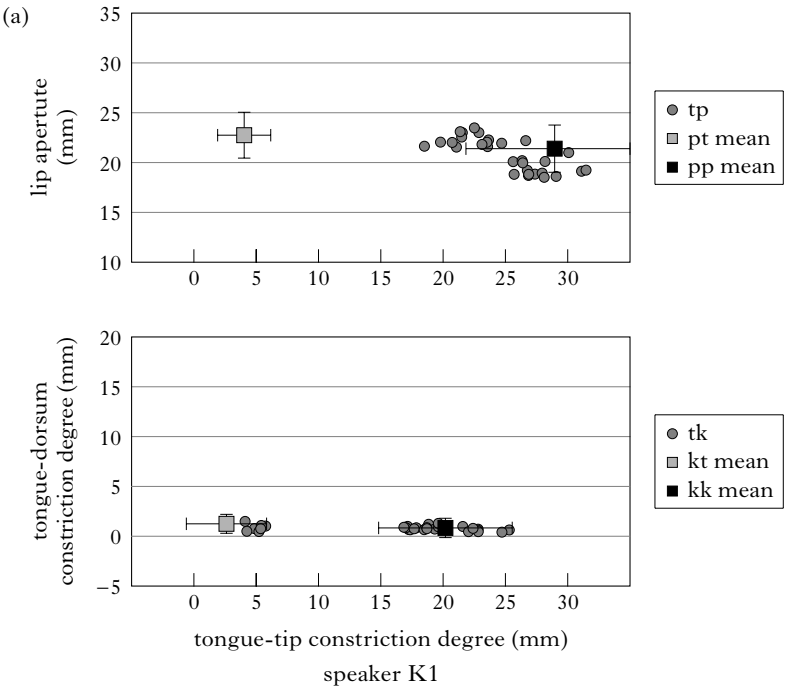 (a)
35
30
25
20
15
10
lip apertute
(mm)
0 5 10 15 20 25 30
tp
pt mean
pp mean
20
15
10
5
0
−5
tongue-dorsum
constriction degree (mm)
0 5 10 15 20 25 30
tk
kt mean
kk mean
tongue-tip constriction degree (mm)
speaker K1